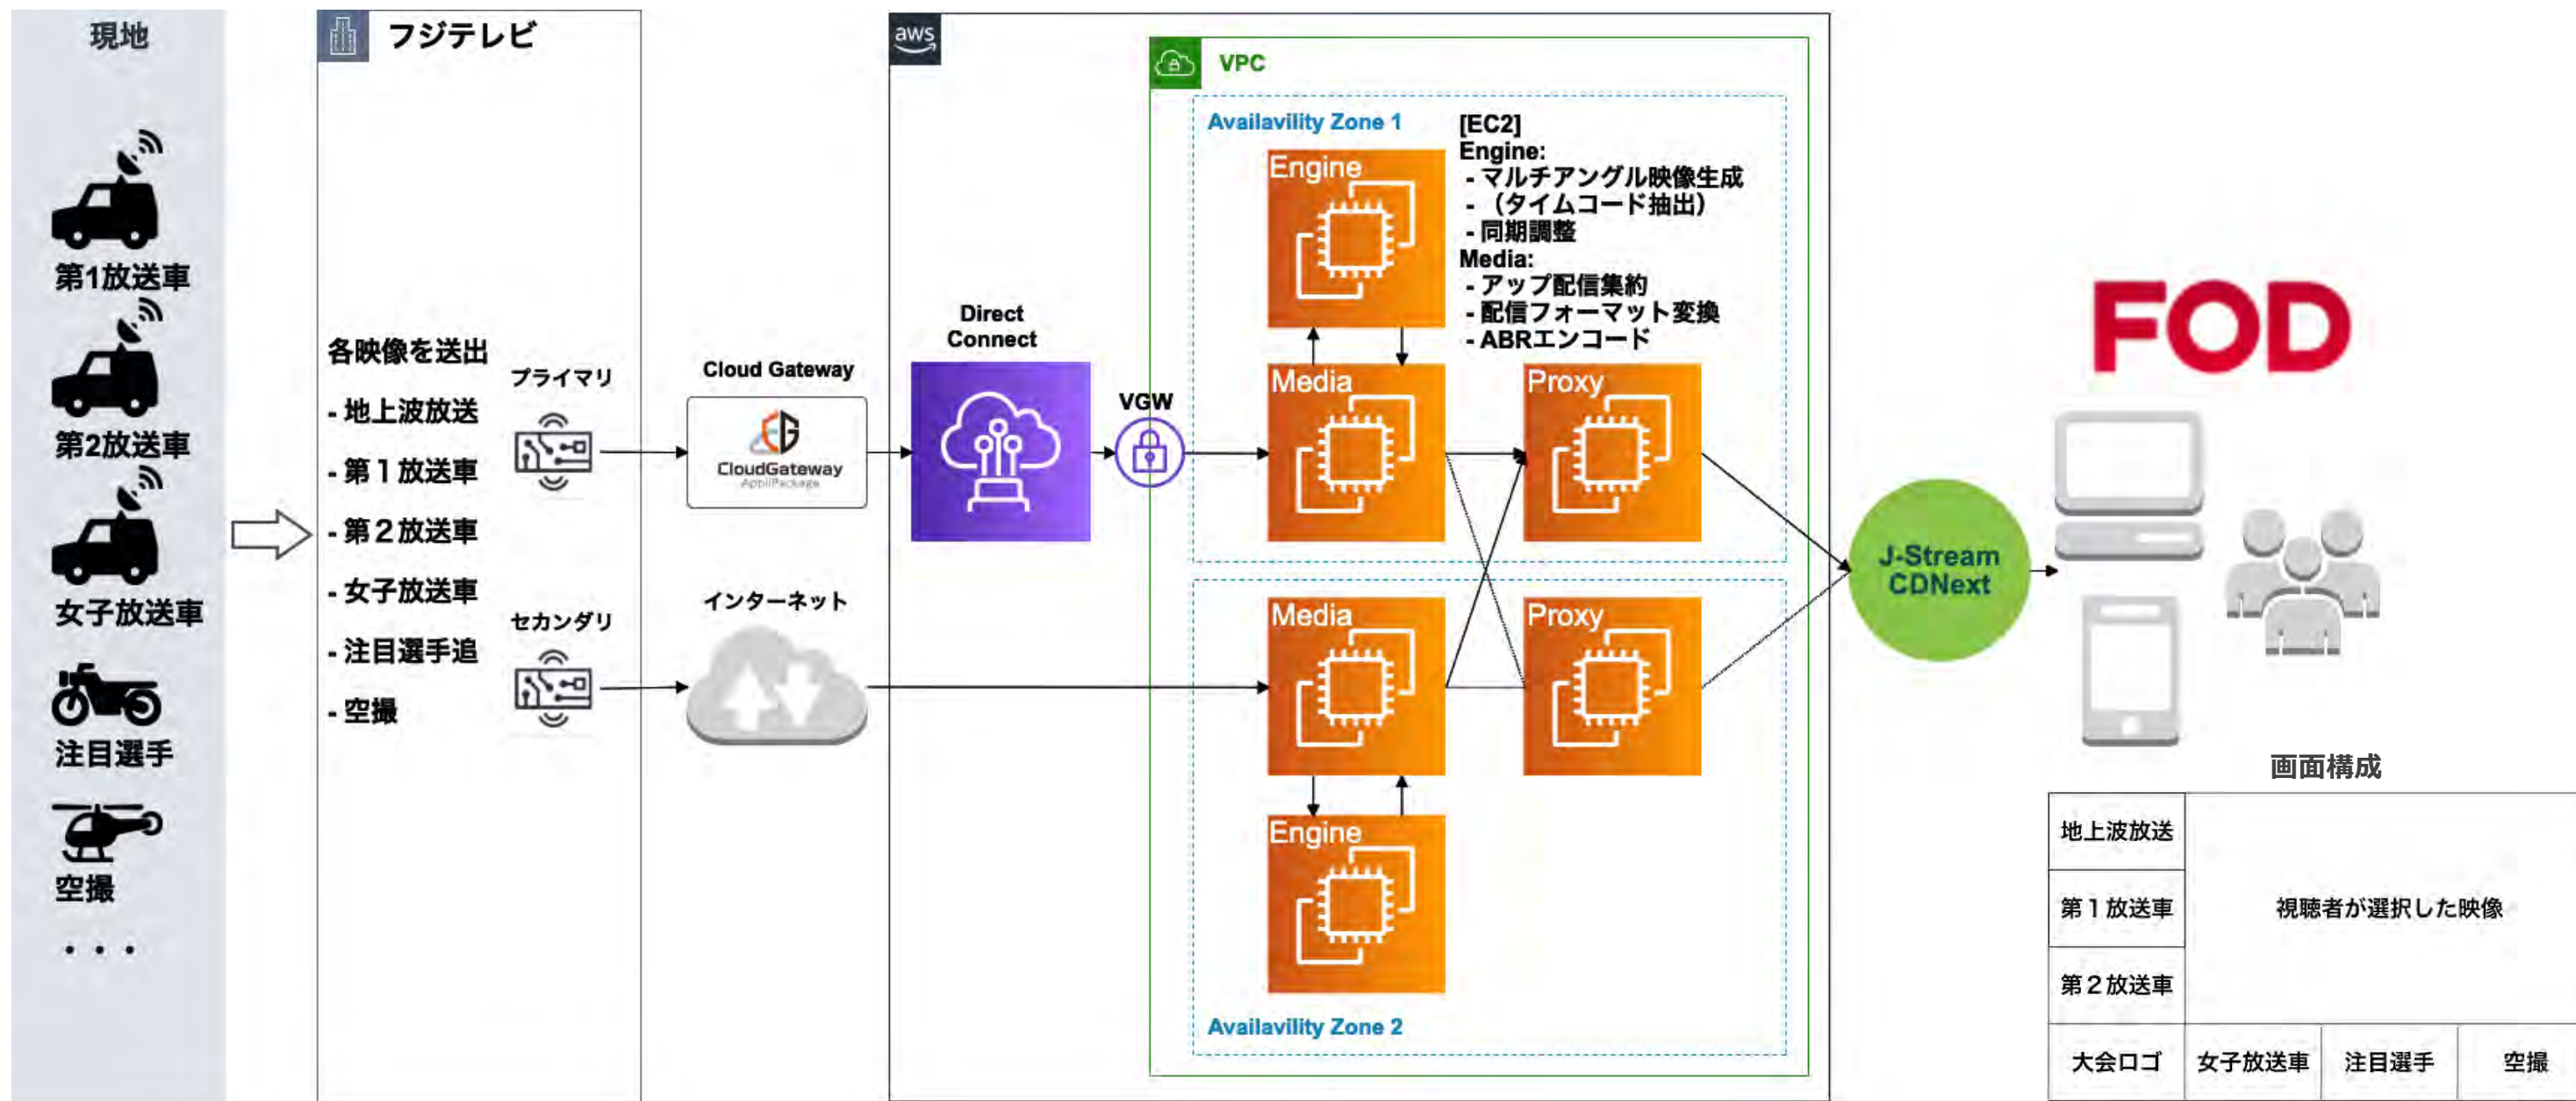 現地
第1放送車
第2放送車
女子放送車
注目選手
空撮
・・・
フジテレビ
各映像を送出
- 地上波放送
- 第１放送車
- 第２放送車
- 女子放送車
- 注目選手追
- 空撮
プライマリ
セカンダリ
Cloud Gateway
CloudGateway
AppliPackage
インターネット
aws
Direct
Connect
VGW
VPC
Availavility Zone 1
[EC2]
Engine:
- マルチアングル映像生成
- （タイムコード抽出）
- 同期調整
Media:
- アップ配信集約
- 配信フォーマット変換
- ABRエンコード
Engine
Media
Proxy
Media
Proxy
Engine
Availavility Zone 2
J-Stream
CDNext
FOD
画面構成
地上波放送
第１放送車
第２放送車
視聴者が選択した映像
大会ロゴ
女子放送車
注目選手
空撮